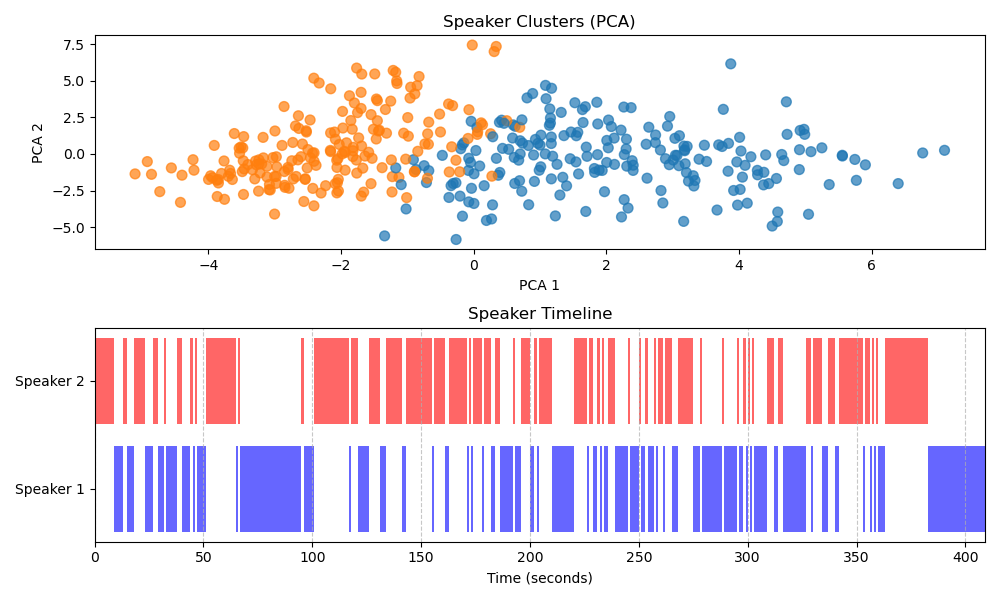 Speaker Clusters (PCA)
7.5
5.0
2.5
0.0
−2.5
−5.0
PCA 2
−4 −2 0 2 4 6
PCA 1
Speaker Timeline
Speaker 2
Speaker 1
0 50 100 150 200 250 300 350 400
Time (seconds)